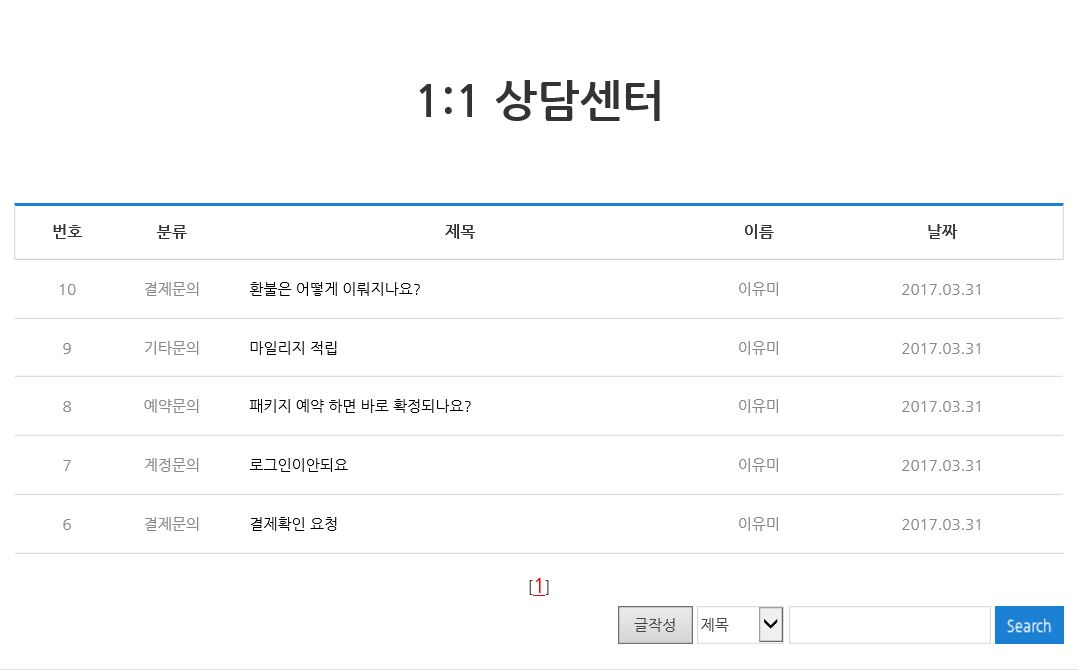 1:1 상담센터
번호 분류 제목 이름 날짜
10 결제문의 환불은 어떻게 이뤄지나요? 이유미 2017.03.31
9 기타문의 마일리지 적립 이유미 2017.03.31
8 예약문의 패키지 예약 하면 바로 확정되나요? 이유미 2017.03.31
7 계정문의 로그인이안되요 이유미 2017.03.31
6 결제문의 결제확인 요청 이유미 2017.03.31
[1]
글작성 제목 Search